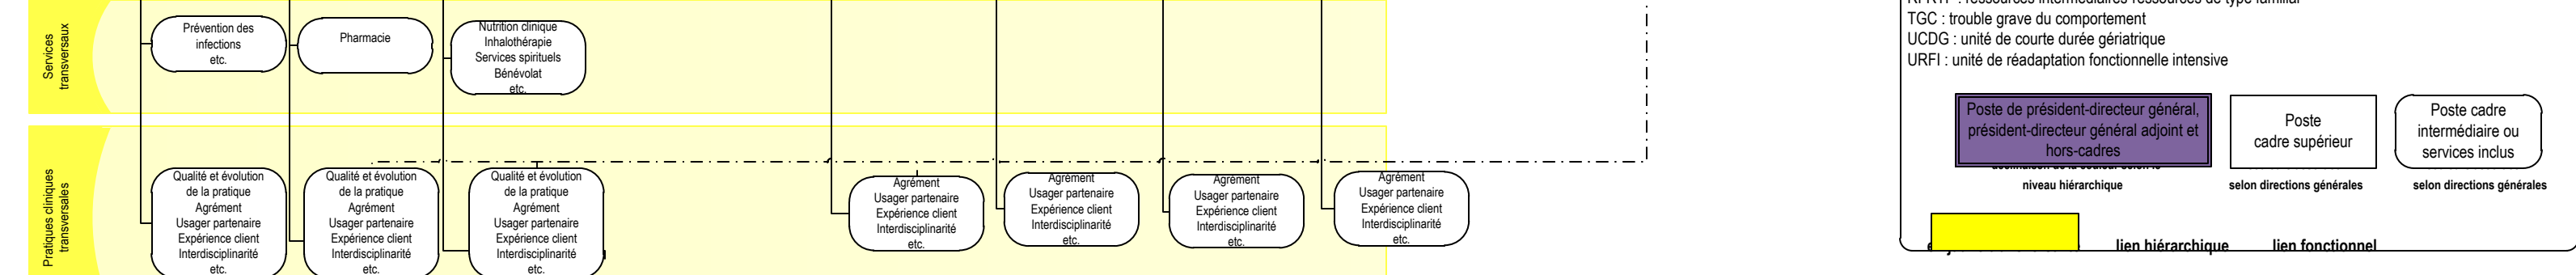 Services
transversaux
Prévention des
infections
etc.
Pharmacie
Nutrition clinique
Inhalothérapie
Services spirituels
Bénévolat
etc.
Pratiques cliniques
transversales
Qualité et évolution
de la pratique
Agrément
Usager partenaire
Expérience client
Interdisciplinarité
etc.
Qualité et évolution
de la pratique
Agrément
Usager partenaire
Expérience client
Interdisciplinarité
etc.
Qualité et évolution
de la pratique
Agrément
Usager partenaire
Expérience client
Interdisciplinarité
etc.
Agrément
Usager partenaire
Expérience client
Interdisciplinarité
etc.
Agrément
Usager partenaire
Expérience client
Interdisciplinarité
etc.
Agrément
Usager partenaire
Expérience client
Interdisciplinarité
etc.
Agrément
Usager partenaire
Expérience client
Interdisciplinarité
etc.
: ressources intermédiaires ressources de type familial
TGC : trouble grave du comportement
UCDG : unité de courte durée gériatrique
URFI : unité de réadaptation fonctionnelle intensive
Poste de président-directeur général,
président-directeur général adjoint et
hors-cadres
niveau hiérarchique
Poste
cadre supérieur
selon directions générales
Poste cadre
intermédiaire ou
services inclus
selon directions générales
lien hiérarchique
lien fonctionnel